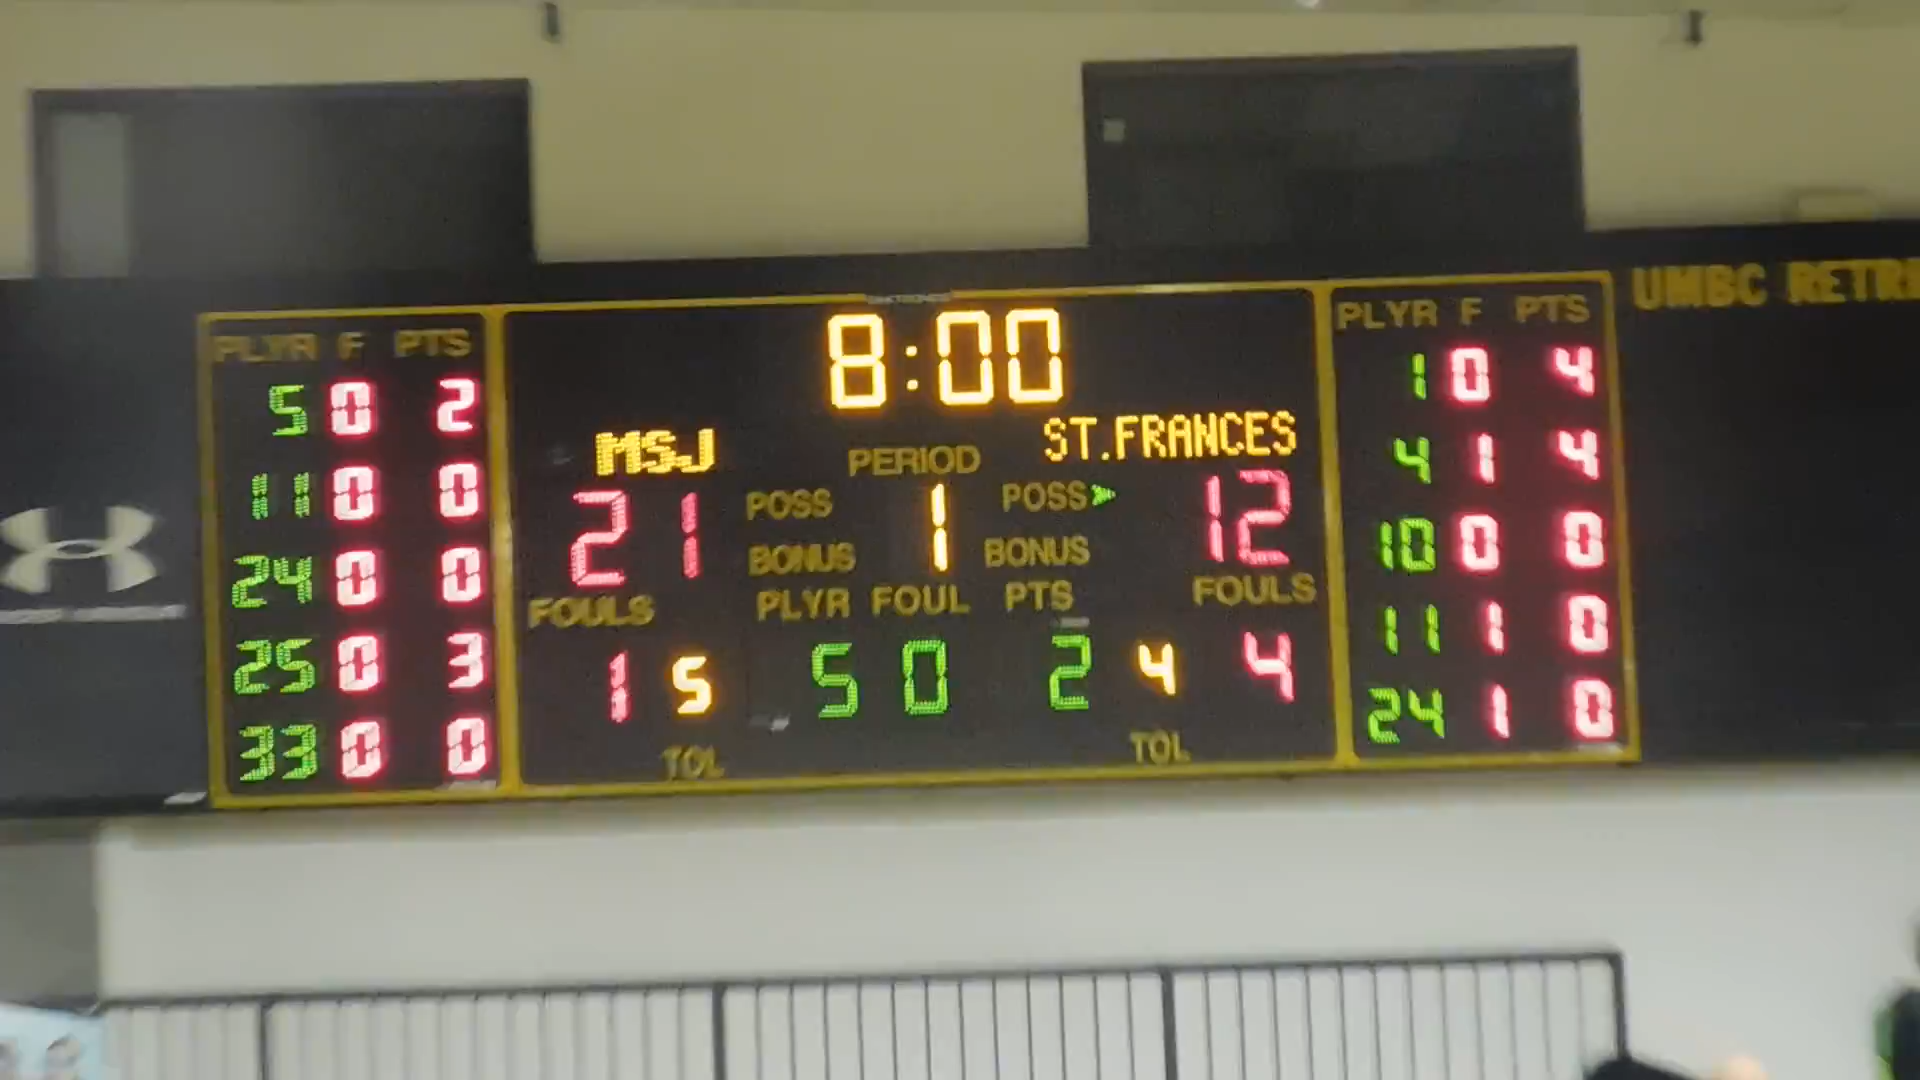 UMBC RETRI
8:00
MSJ
ST.FRANCES
PERIOD
21
POSS
1
POSS
12
BONUS
BONUS
FOULS
PLYR FOUL PTS
FOULS
1 5
5 0 2
4 4
TOL
TOL
PLYR F PTS
5 0 2
11 0 0
24 0 0
25 0 3
33 0 0
PLYR F PTS
1 0 4
4 1 4
10 0 0
11 1 0
24 1 0